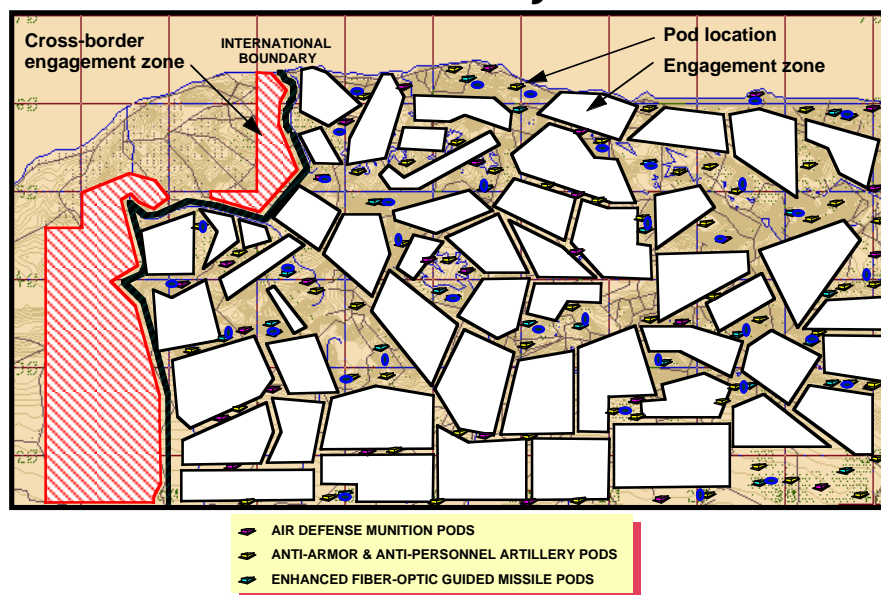 Cross-border
engagement zone
INTERNATIONAL
BOUNDARY
Pod location
Engagement zone
AIR DEFENSE MUNITION PODS
ANTI-ARMOR & ANTI-PERSONNEL ARTILLERY PODS
ENHANCED FIBER-OPTIC GUIDED MISSILE PODS